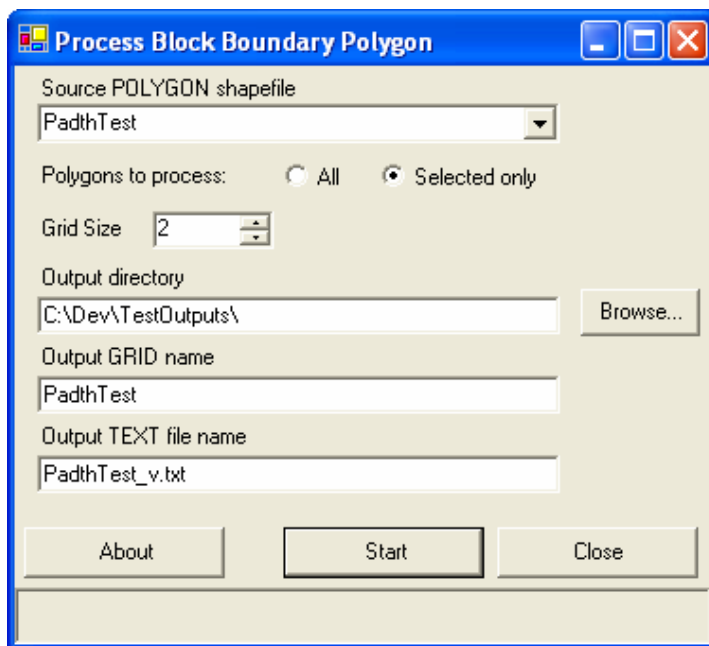 Process Block Boundary Polygon
Source POLYGON shapefile
PadthTest
Polygons to process: All Selected only
Grid Size 2
Output directory
C:\Dev\TestOutputs\ Browse...
Output GRID name
PadthTest
Output TEXT file name
PadthTest_v.txt
About Start Close